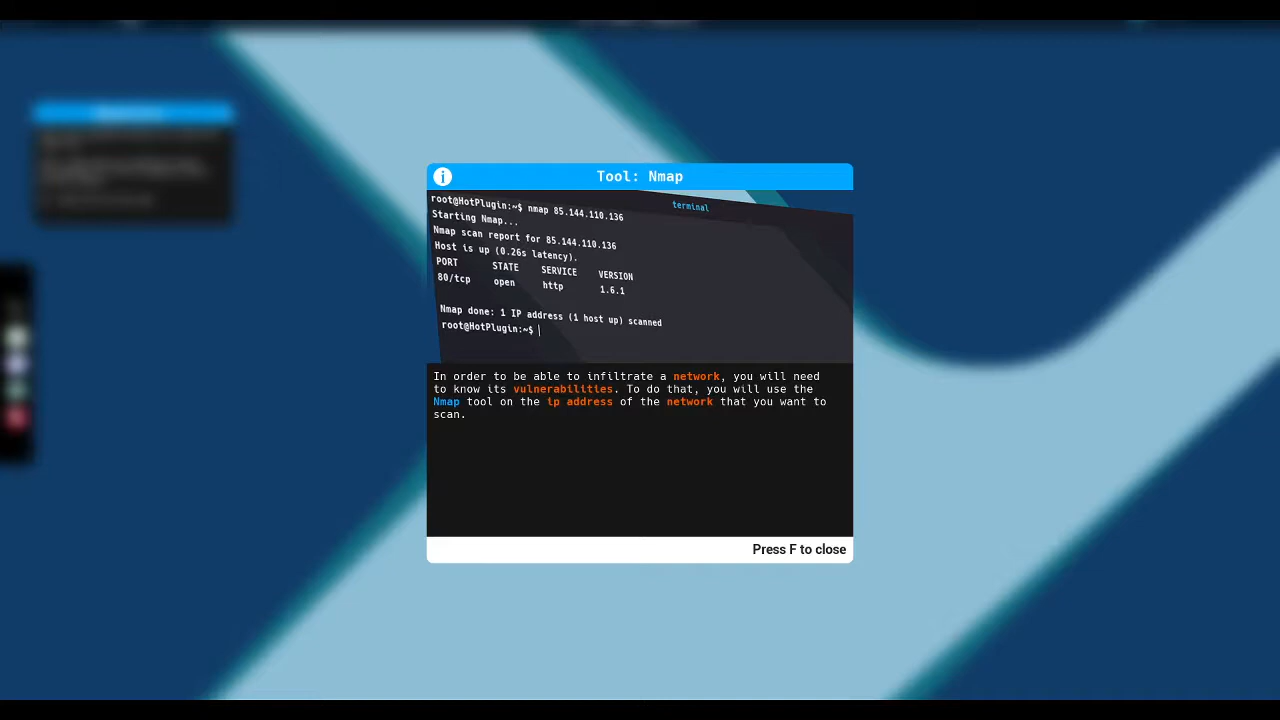 i Tool: Nmap
terminal
root@HotPlugin:~$ nmap 85.144.110.136
Starting Nmap...
Nmap scan report for 85.144.110.136
Host is up (0.26s latency).
PORT STATE SERVICE VERSION
80/tcp open http 1.6.1
Nmap done: 1 IP address (1 host up) scanned
root@HotPlugin:~$
In order to be able to infiltrate a network, you will need
to know its vulnerabilities. To do that, you will use the
Nmap tool on the ip address of the network that you want to
scan.
Press F to close